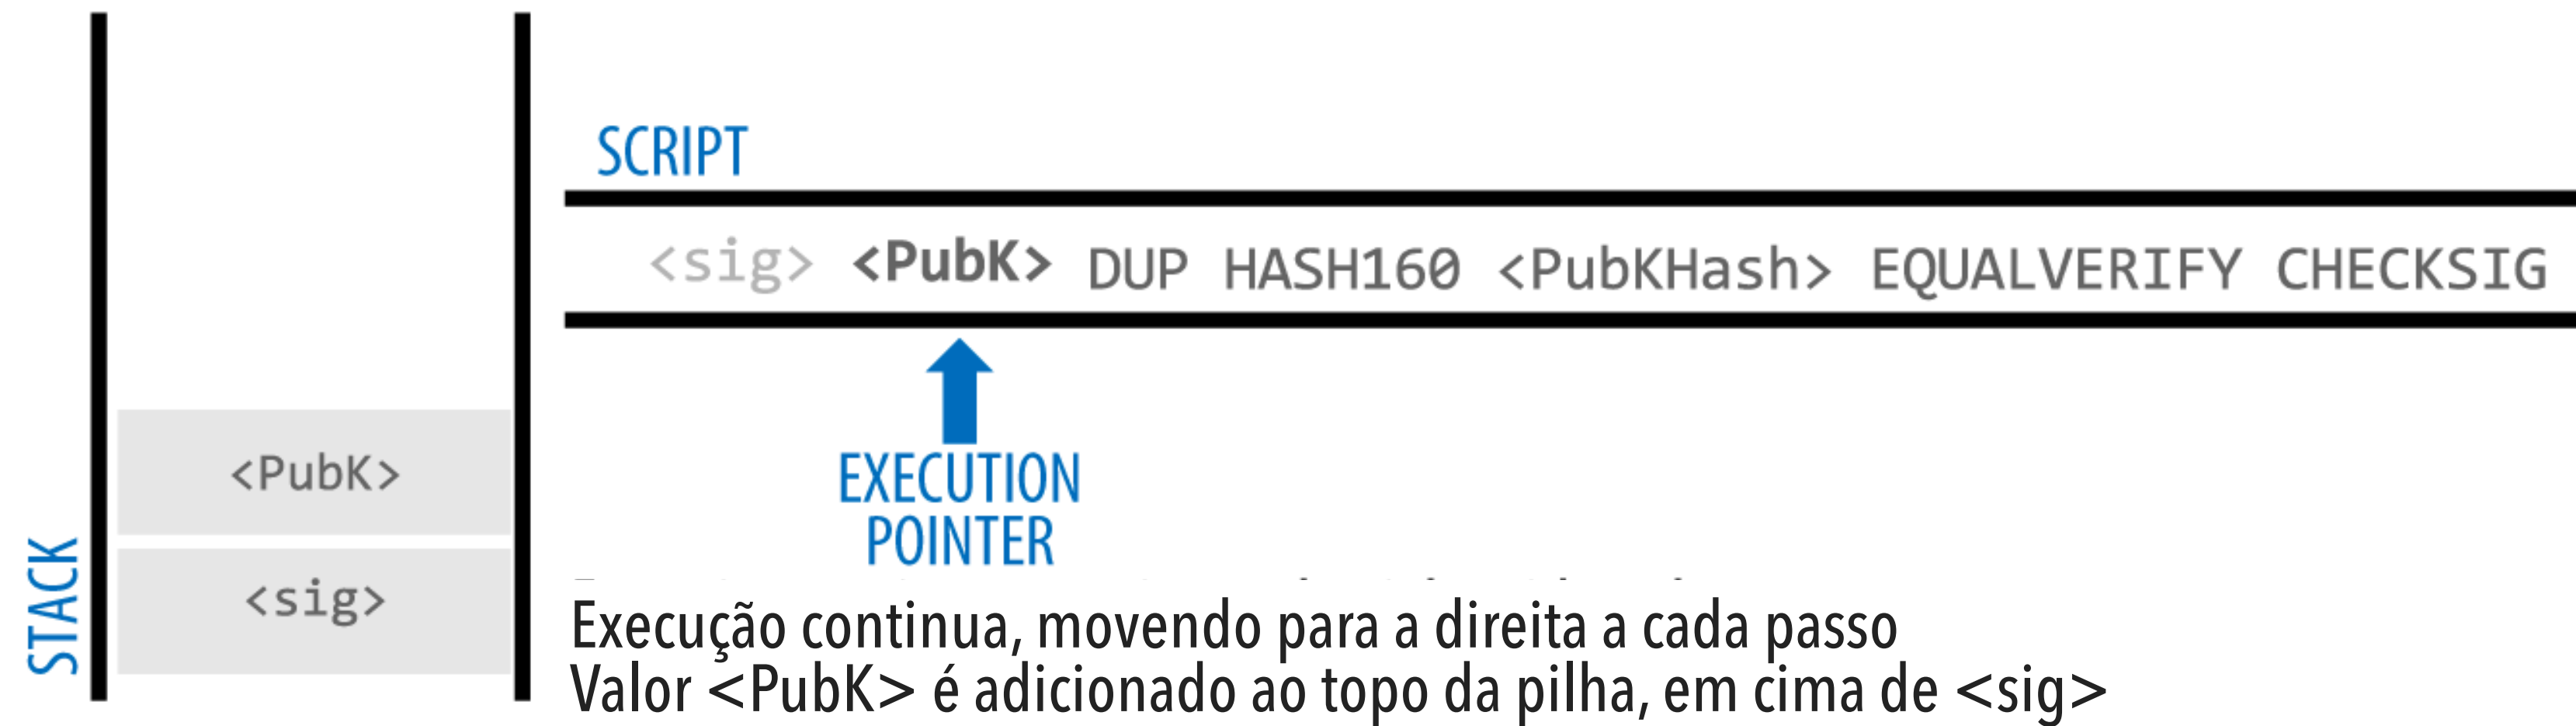 SCRIPT
<sig> <PubK> DUP HASH160 <PubKHash> EQUALVERIFY CHECKSIG
EXECUTION
POINTER
<PubK>
<sig>
STACK
Execução continua, movendo para a direita a cada passo
Valor <PubK> é adicionado ao topo da pilha, em cima de <sig>